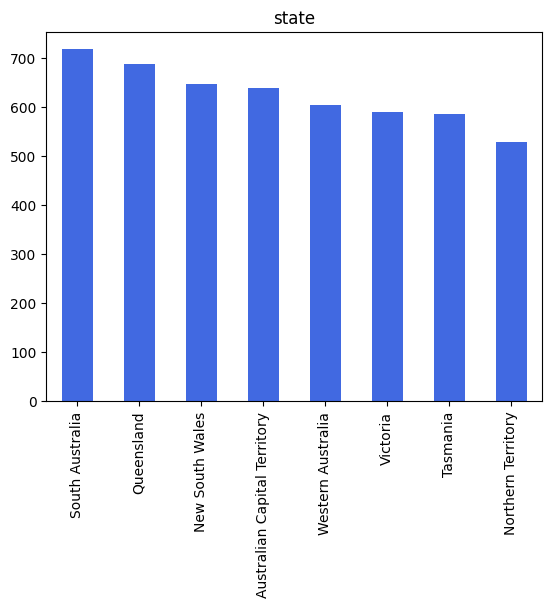 state
700
600
500
400
300
200
100
0
South Australia
Queensland
New South Wales
Australian Capital Territory
Western Australia
Victoria
Tasmania
Northern Territory